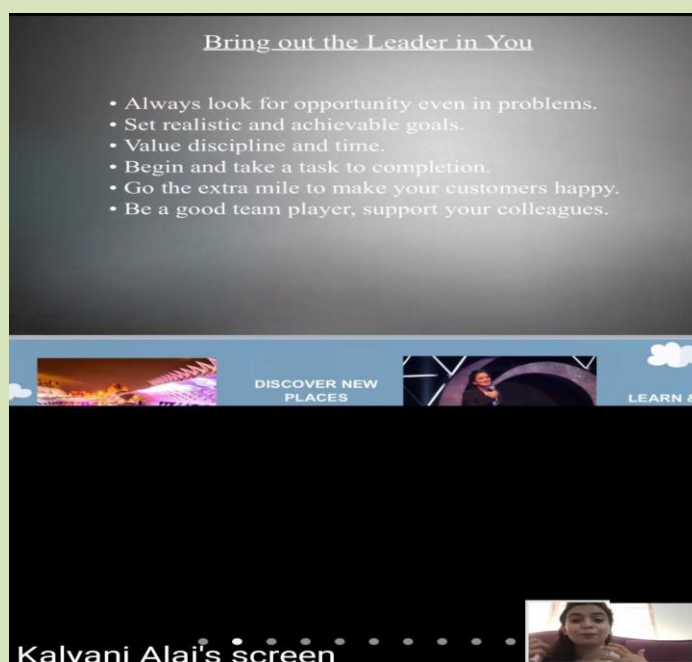 Bring out the Leader in You
• Always look for opportunity even in problems.
• Set realistic and achievable goals.
• Value discipline and time.
• Begin and take a task to completion.
• Go the extra mile to make your customers happy.
• Be a good team player, support your colleagues.
DISCOVER NEW
PLACES
LEARN &
Kalyani Alai's screen